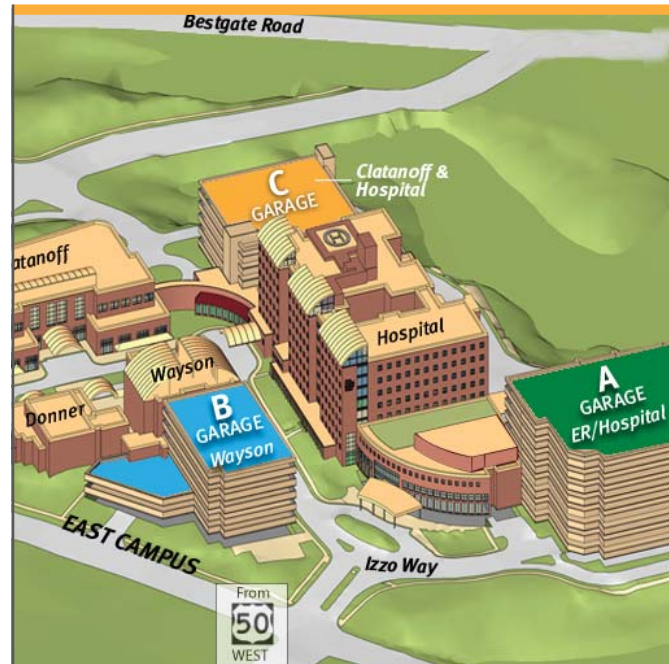 Bestgate Road
C
GARAGE
Clatanoff &
Hospital
H
atanoff
Hospital
Wayson
Donner
B
GARAGE
Wayson
A
GARAGE
ER/Hospital
EAST CAMPUS
Izzo Way
From
50
WEST